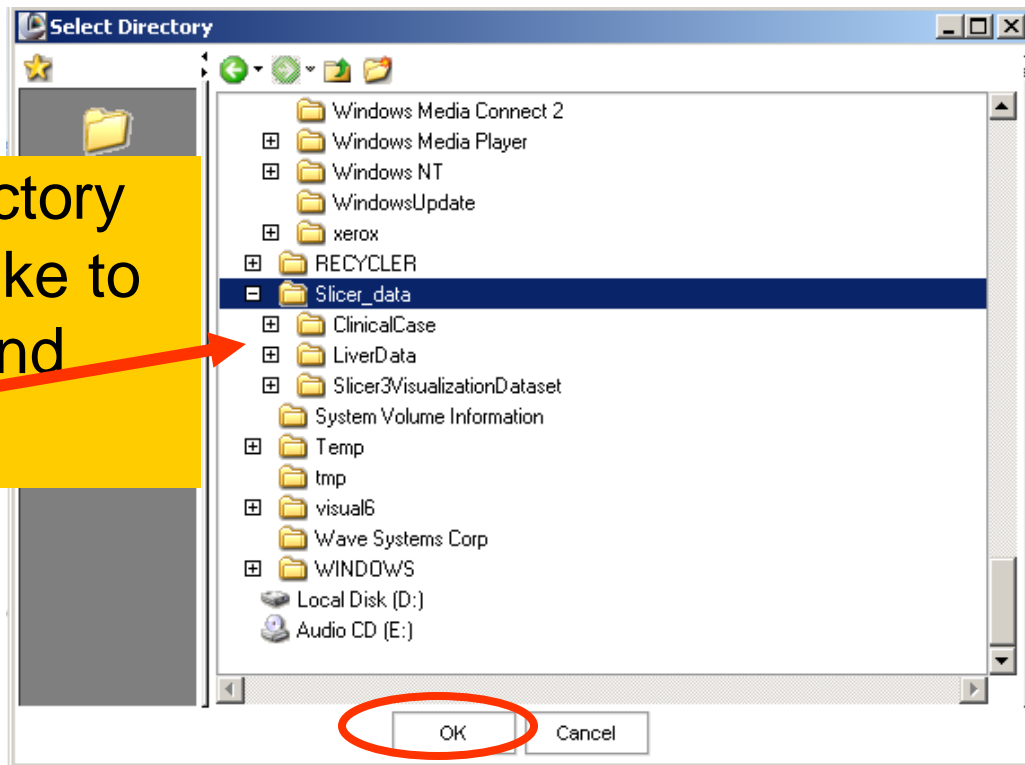 Select Directory
Windows Media Connect 2
Windows Media Player
Windows NT
WindowsUpdate
xerox
RECYCLER
Slicer_data
ClinicalCase
LiverData
Slicer3VisualizationDataset
System Volume Information
Temp
tmp
visual6
Wave Systems Corp
WINDOWS
Local Disk (D:)
Audio CD (E:)
OK Cancel
ctory
ke to
nd